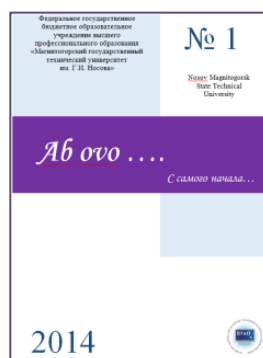 Федеральное государственное
бюджетное образовательное
учреждение высшего
профессионального образования
«Магнитогорский государственный
технический университет
им. Г.И. Носова»
№ 1
Nosov Magnitogorsk
State Technical
University
Ab ovo ….
С самого начала…
2014